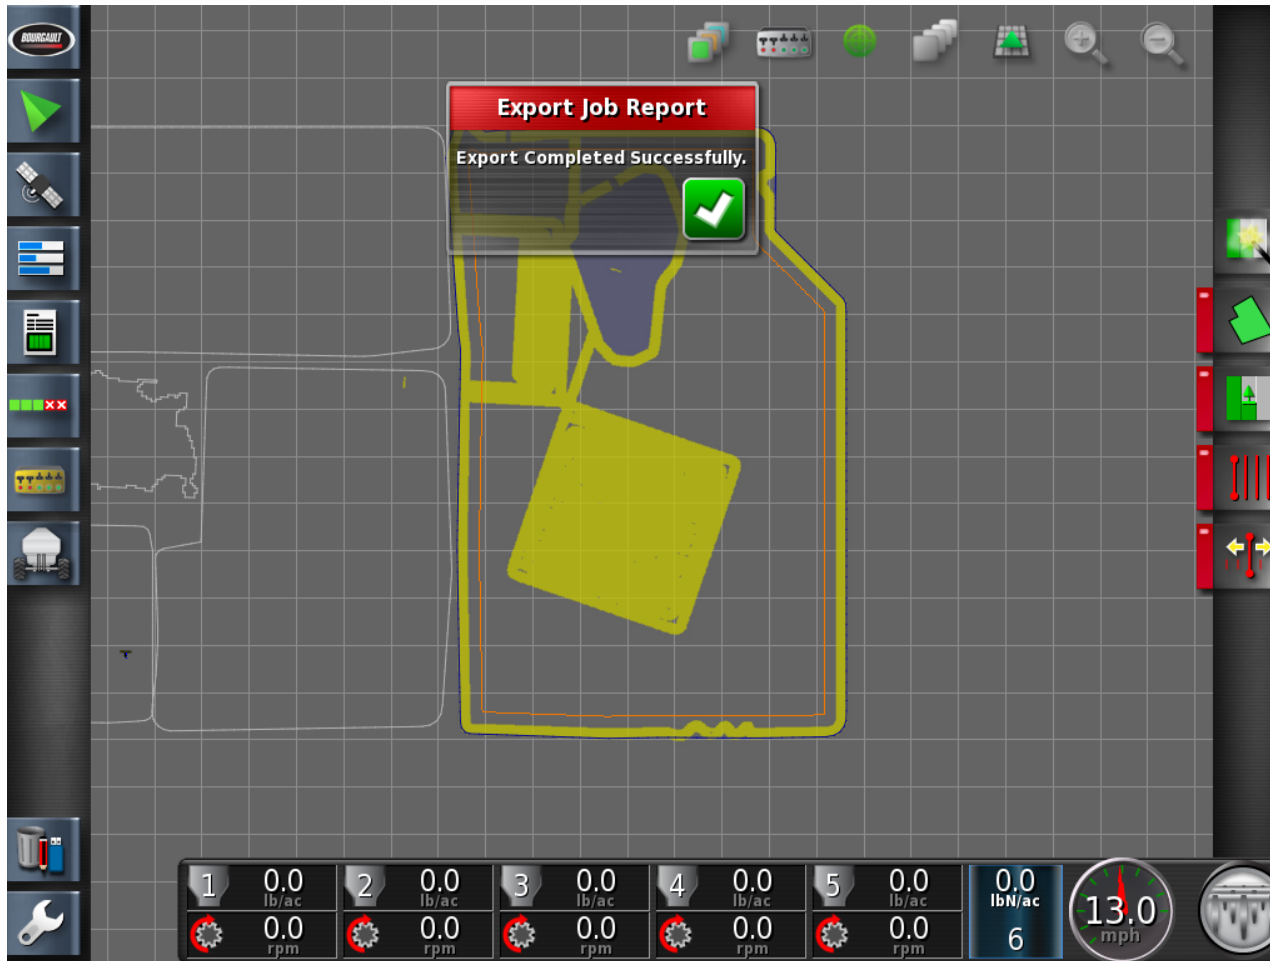 BOURGAULT
Export Job Report
Export Completed Successfully.
1 0.0 lb/ac
0.0 rpm
2 0.0 lb/ac
0.0 rpm
3 0.0 lb/ac
0.0 rpm
4 0.0 lb/ac
0.0 rpm
5 0.0 lb/ac
0.0 rpm
0.0
lbN/ac
6
13.0
mph